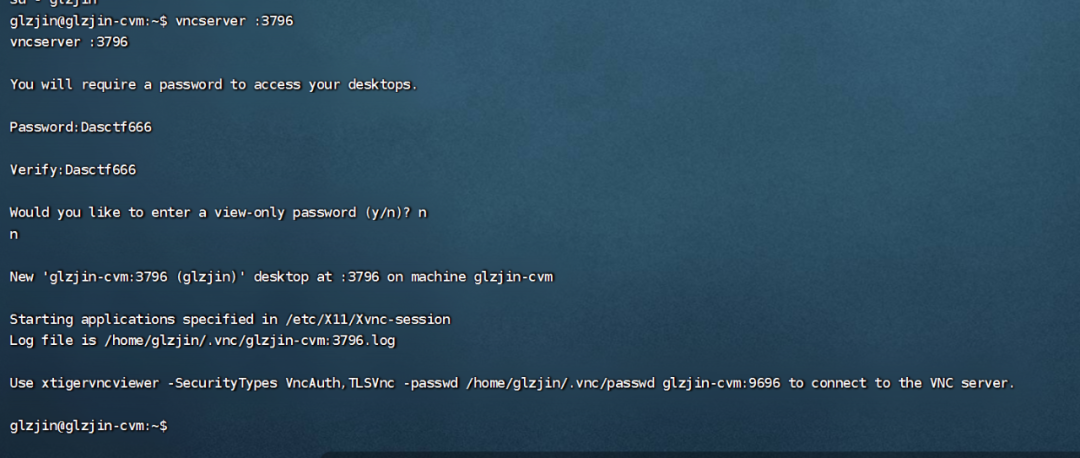 su - glzjin
glzjin@glzjin-cvm:~$ vncserver :3796
vncserver :3796
You will require a password to access your desktops.
Password:Dasctf666
Verify:Dasctf666
Would you like to enter a view-only password (y/n)? n
n
New 'glzjin-cvm:3796 (glzjin)' desktop at :3796 on machine glzjin-cvm
Starting applications specified in /etc/X11/Xvnc-session
Log file is /home/glzjin/.vnc/glzjin-cvm:3796.log
Use xtigervncviewer -SecurityTypes VncAuth,TLSVnc -passwd /home/glzjin/.vnc/passwd glzjin-cvm:9696 to connect to the VNC server.
glzjin@glzjin-cvm:~$